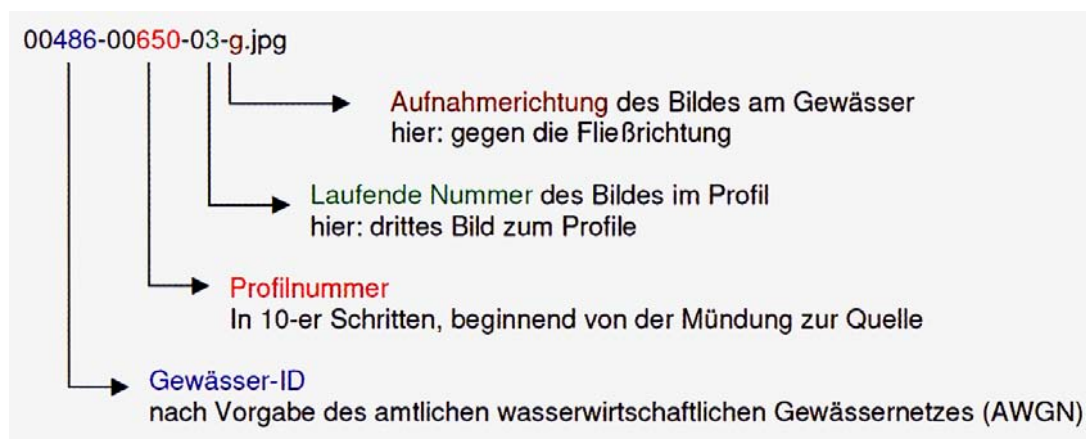 00486-00650-03-g.jpg
Aufnahmerichtung des Bildes am Gewässer
hier: gegen die Fließrichtung
Laufende Nummer des Bildes im Profil
hier: drittes Bild zum Profile
Profilnummer
In 10-er Schritten, beginnend von der Mündung zur Quelle
Gewässer-ID
nach Vorgabe des amtlichen wasserwirtschaftlichen Gewässernetzes (AWGN)